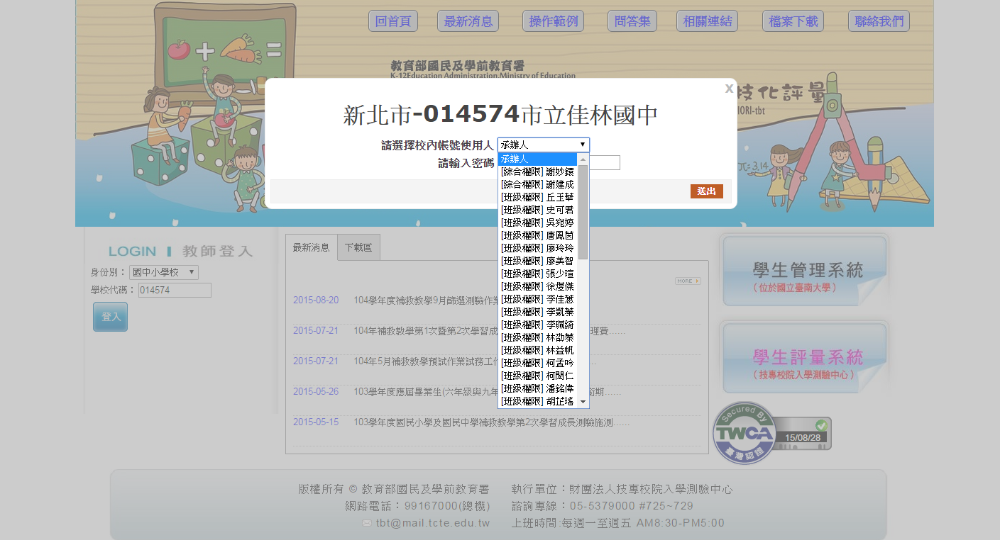 回首頁
最新消息
操作範例
問答集
相關連結
檔案下載
聯絡我們
教育部國民及學前教育署
K-12Education Administration,Ministry of Education
技化評量
IORI-tbt
π=3.14
X
新北市-014574市立佳林國中
請選擇校內帳號使用人 承辦人
請輸入密碼
送出
承辦人
[綜合權限] 謝妙鐶
[綜合權限] 謝建成
[班級權限] 丘玉華
[班級權限] 史可君
[班級權限] 吳宛婷
[班級權限] 唐鳳茵
[班級權限] 廖玲玲
[班級權限] 廖美智
[班級權限] 張少瑄
[班級權限] 徐煜傑
[班級權限] 李佳慧
[班級權限] 李凱棻
[班級權限] 李珮綺
[班級權限] 林劭棻
[班級權限] 林益帆
[班級權限] 柯孟吟
[班級權限] 柯閔仁
[班級權限] 潘銘偉
[班級權限] 胡芷瑤
LOGIN 教師登入
身份別： 國中小學校
學校代碼： 014574
登入
最新消息
下載區
MORE
2015-08-20 104學年度補救教學9月篩選測驗作業
2015-07-21 104年補救教學第1次暨第2次學習成 理費......
2015-07-21 104年5月補救教學預試作業試務工作
2015-05-26 103學年度應屆畢業生(六年級與九年 銜期......
2015-05-15 103學年度國民小學及國民中學補救教學第2次學習成長測驗施測......
學生管理系統
（位於國立臺南大學）
學生評量系統
（技專校院入學測驗中心）
Secured By
TWCA
臺灣認證
15/08/28
版權所有 © 教育部國民及學前教育署
網路電話：99167000(總機)
tbt@mail.tcte.edu.tw
執行單位：財團法人技專校院入學測驗中心
諮詢專線：05-5379000 #725~729
上班時間:每週一至週五 AM8:30-PM5:00